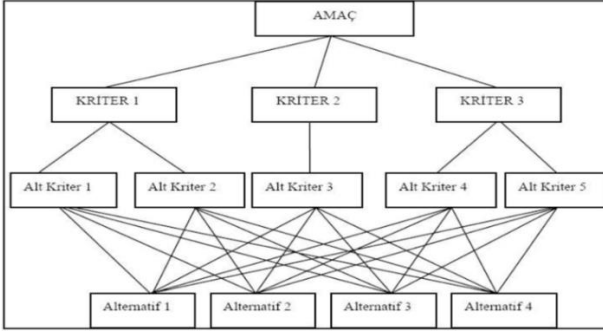 AMAÇ
KRİTER 1 KRİTER 2 KRİTER 3
Alt Kriter 1 Alt Kriter 2 Alt Kriter 3 Alt Kriter 4 Alt Kriter 5
Alternatif 1 Alternatif 2 Alternatif 3 Alternatif 4